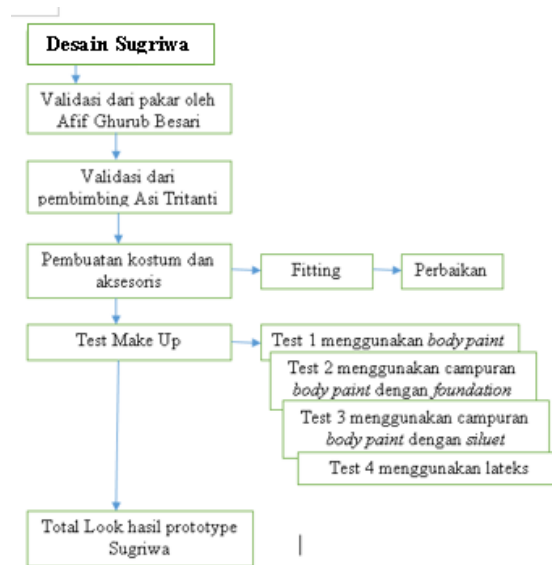 Desain Sugriwa
Validasi dari pakar oleh
Afif Ghurub Besari
Validasi dari
pembimbing Asi Tritanti
Pembuatan kostum dan
aksesoris
Fitting
Perbaikan
Test Make Up
Test 1 menggunakan body paint
Test 2 menggunakan campuran
body paint dengan foundation
Test 3 menggunakan campuran
body paint dengan siluet
Test 4 menggunakan lateks
Total Look hasil prototype
Sugriwa